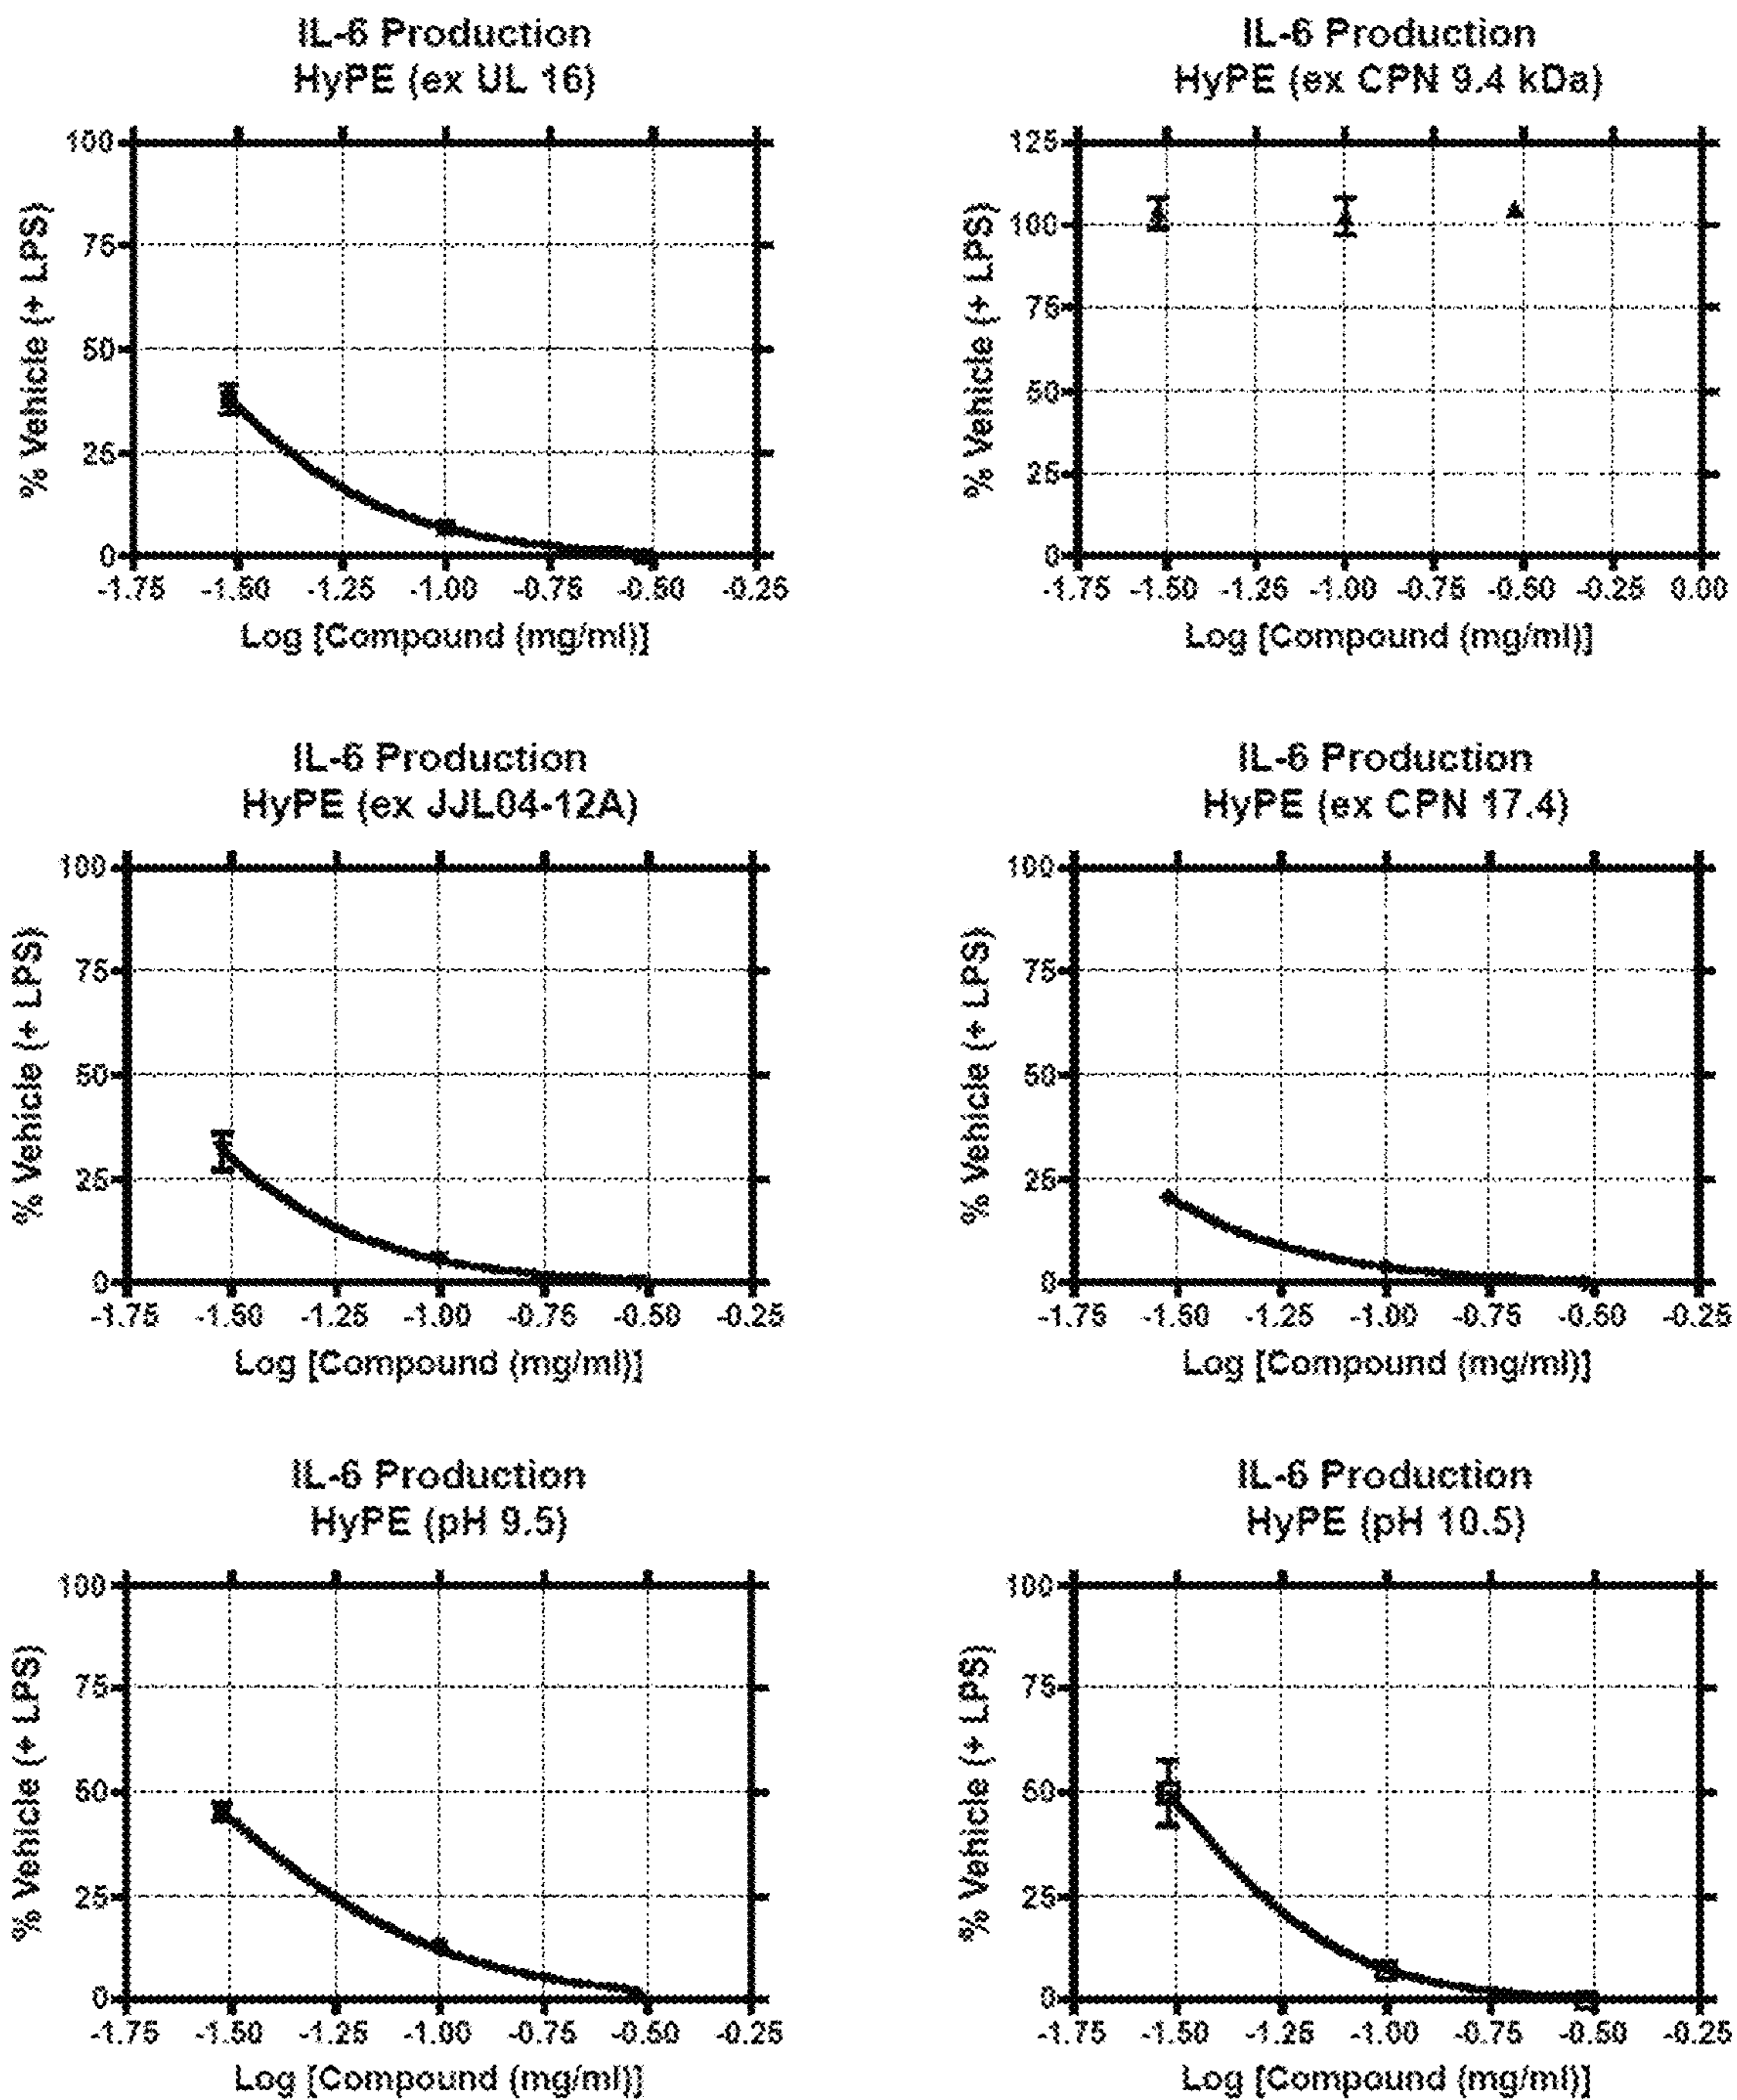 IL-6 Production
HyPE (ex UL 16)
100
75
50
25
0
-1.75 -1.50 -1.25 -1.00 -0.75 -0.50 -0.25
% Vehicle (+ LPS)
Log [Compound (mg/ml)]
IL-6 Production
HyPE (ex CPN 9.4 kDa)
125
100
75
50
25
0
-1.75 -1.50 -1.25 -1.00 -0.75 -0.50 -0.25 0.00
% Vehicle (+ LPS)
Log [Compound (mg/ml)]
IL-6 Production
HyPE (ex JJL04-12A)
100
75
50
25
0
-1.75 -1.50 -1.25 -1.00 -0.75 -0.50 -0.25
% Vehicle (+ LPS)
Log [Compound (mg/ml)]
IL-6 Production
HyPE (ex CPN 17.4)
100
75
50
25
0
-1.75 -1.50 -1.25 -1.00 -0.75 -0.50 -0.25
% Vehicle (+ LPS)
Log [Compound (mg/ml)]
IL-6 Production
HyPE (pH 9.5)
100
75
50
25
0
-1.75 -1.50 -1.25 -1.00 -0.75 -0.50 -0.25
% Vehicle (+ LPS)
Log [Compound (mg/ml)]
IL-6 Production
HyPE (pH 10.5)
100
75
50
25
0
-1.75 -1.50 -1.25 -1.00 -0.75 -0.50 -0.25
% Vehicle (+ LPS)
Log [Compound (mg/ml)]